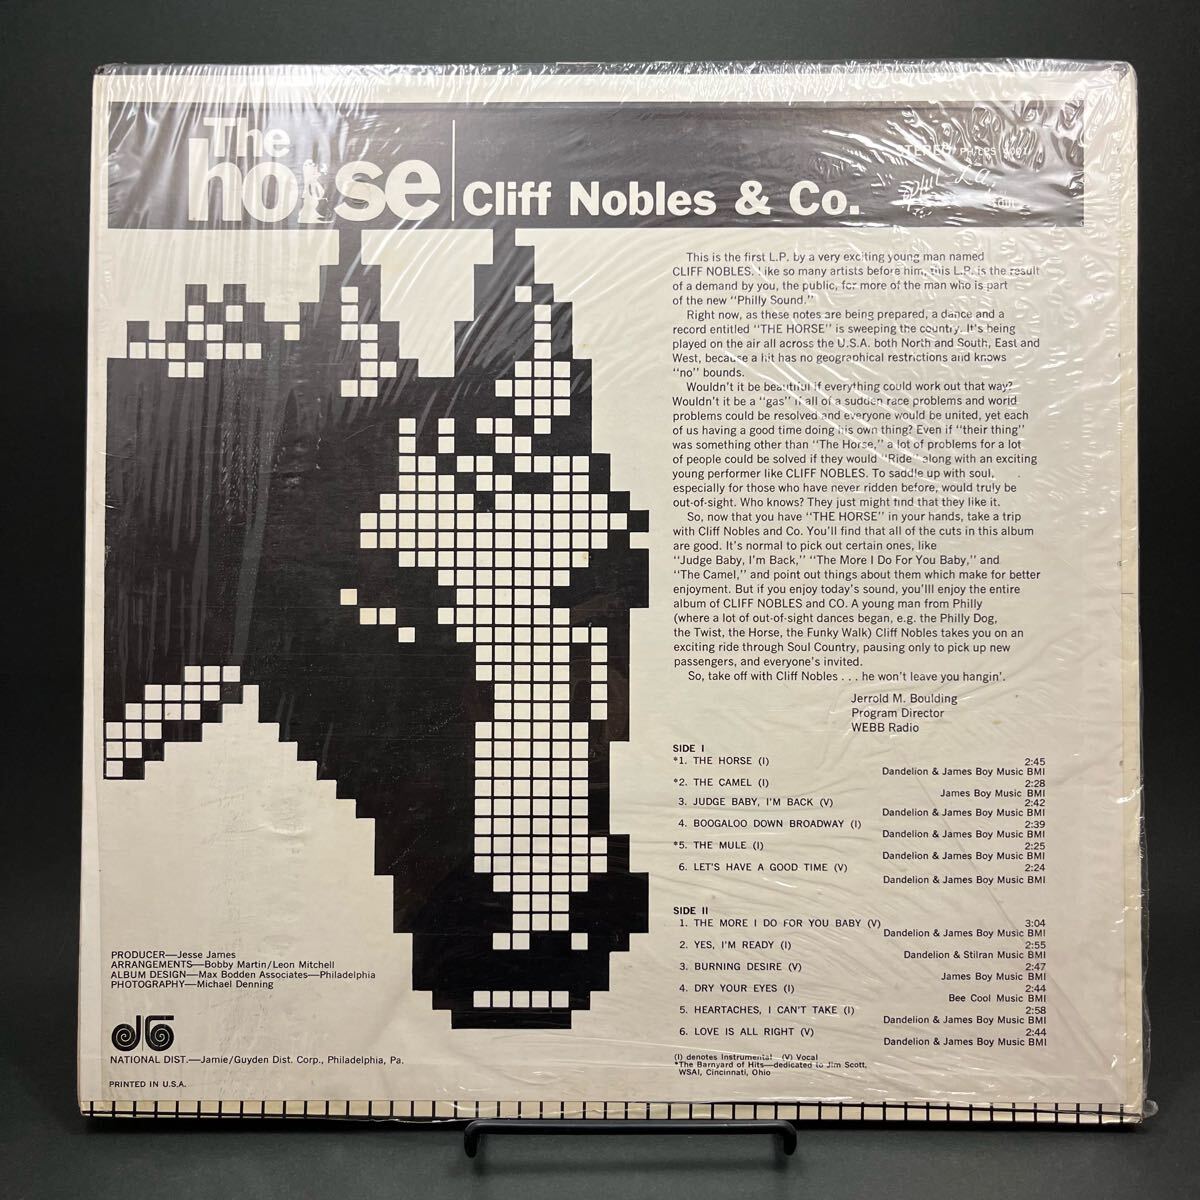 The
horse
Cliff Nobles & Co.
STEREO
This is the first L.P. by a very exciting young man named
CLIFF NOBLES. Like so many artists before him, this L.P. is the result
of a demand by you, the public, for more of the man who is part
of the new "Philly Sound."
Right now, as these notes are being prepared, a dance and a
record entitled "THE HORSE" is sweeping the country. It's being
played on the air all across the U.S.A. both North and South, East and
West, because a hit has no geographical restrictions and knows
"no" bounds.
Wouldn't it be beautiful if everything could work out that way?
Wouldn't it be a "gas" if all of a sudden race problems and world
problems could be resolved and everyone would be united, yet each
of us having a good time doing his own thing? Even if "their thing"
was something other than "The Horse," a lot of problems for a lot
of people could be solved if they would "Ride" along with an exciting
young performer like CLIFF NOBLES. To saddle up with soul,
especially for those who have never ridden before, would truly be
out-of-sight. Who knows? They just might find that they like it.
So, now that you have "THE HORSE" in your hands, take a trip
with Cliff Nobles and Co. You'll find that all of the cuts in this album
are good. It's normal to pick out certain ones, like
"Judge Baby, I'm Back," "The More I Do For You Baby," and
"The Camel," and point out things about them which make for better
enjoyment. But if you enjoy today's sound, you'lll enjoy the entire
album of CLIFF NOBLES and CO. A young man from Philly
(where a lot of out-of-sight dances began, e.g. the Philly Dog,
the Twist, the Horse, the Funky Walk) Cliff Nobles takes you on an
exciting ride through Soul Country, pausing only to pick up new
passengers, and everyone's invited.
So, take off with Cliff Nobles . . . he won't leave you hangin'.
Jerrold M. Boulding
Program Director
WEBB Radio
SIDE I
*1. THE HORSE (I) 2:45
Dandelion & James Boy Music BMI
*2. THE CAMEL (I) 2:28
James Boy Music BMI
3. JUDGE BABY, I'M BACK (V) 2:42
Dandelion & James Boy Music BMI
4. BOOGALOO DOWN BROADWAY (I) 2:39
Dandelion & James Boy Music BMI
*5. THE MULE (I) 2:25
Dandelion & James Boy Music BMI
6. LET'S HAVE A GOOD TIME (V) 2:24
Dandelion & James Boy Music BMI
SIDE II
1. THE MORE I DO FOR YOU BABY (V) 3:04
Dandelion & James Boy Music BMI
2. YES, I'M READY (I) 2:55
Dandelion & Stilran Music BMI
3. BURNING DESIRE (V) 2:47
James Boy Music BMI
4. DRY YOUR EYES (I) 2:44
Bee Cool Music BMI
5. HEARTACHES, I CAN'T TAKE (I) 2:58
Dandelion & James Boy Music BMI
6. LOVE IS ALL RIGHT (V) 2:44
Dandelion & James Boy Music BMI
(I) denotes Instrumental (V) Vocal
*The Barnyard of Hits—dedicated to Jim Scott,
WSAI, Cincinnati, Ohio
PRODUCER—Jesse James
ARRANGEMENTS—Bobby Martin/Leon Mitchell
ALBUM DESIGN—Max Bodden Associates—Philadelphia
PHOTOGRAPHY—Michael Denning
NATIONAL DIST.—Jamie/Guyden Dist. Corp., Philadelphia, Pa.
PRINTED IN U.S.A.